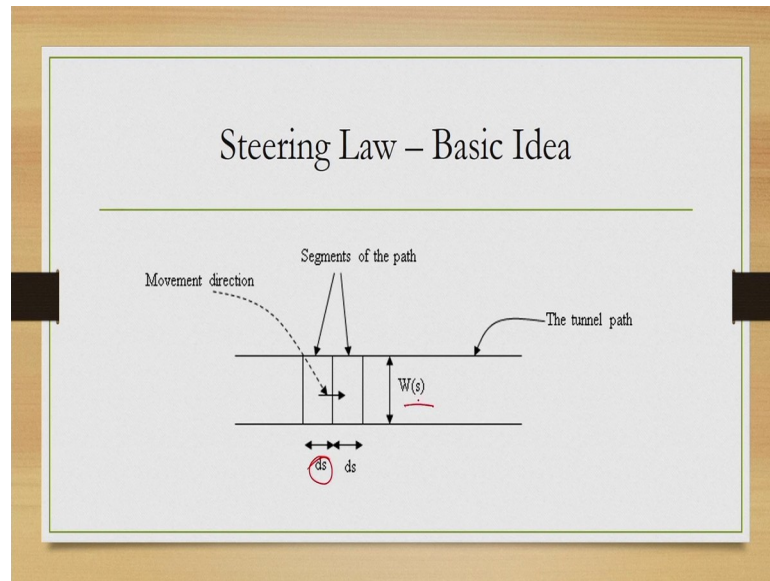 Steering Law – Basic Idea
Segments of the path
Movement direction
The tunnel path
W(s)
ds ds